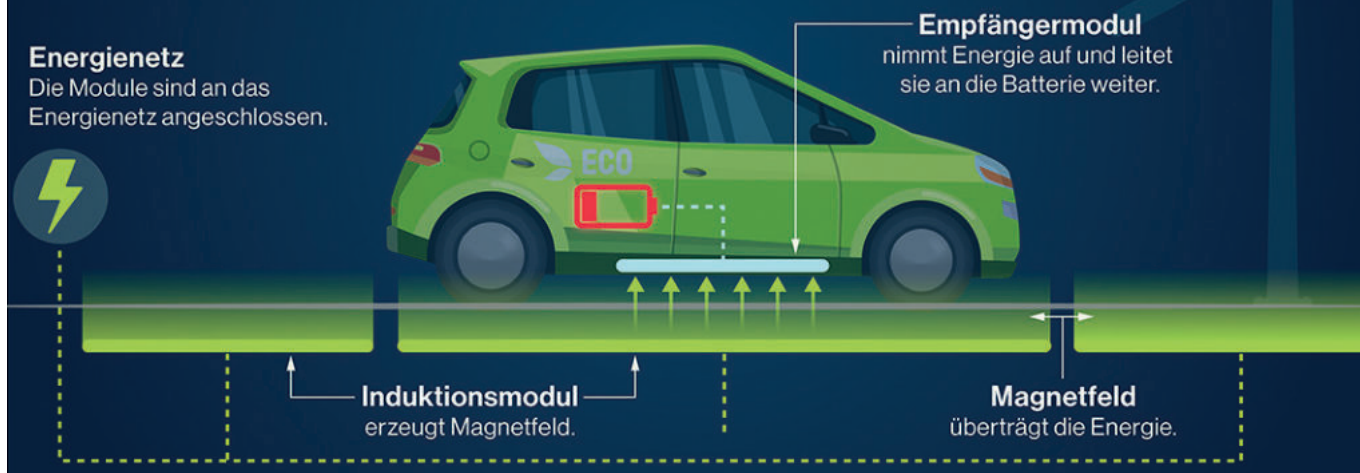 Energienetz
Die Module sind an das
Energienetz angeschlossen.
Empfängermodul
nimmt Energie auf und leitet
sie an die Batterie weiter.
ECO
Induktionsmodul
erzeugt Magnetfeld.
Magnetfeld
überträgt die Energie.